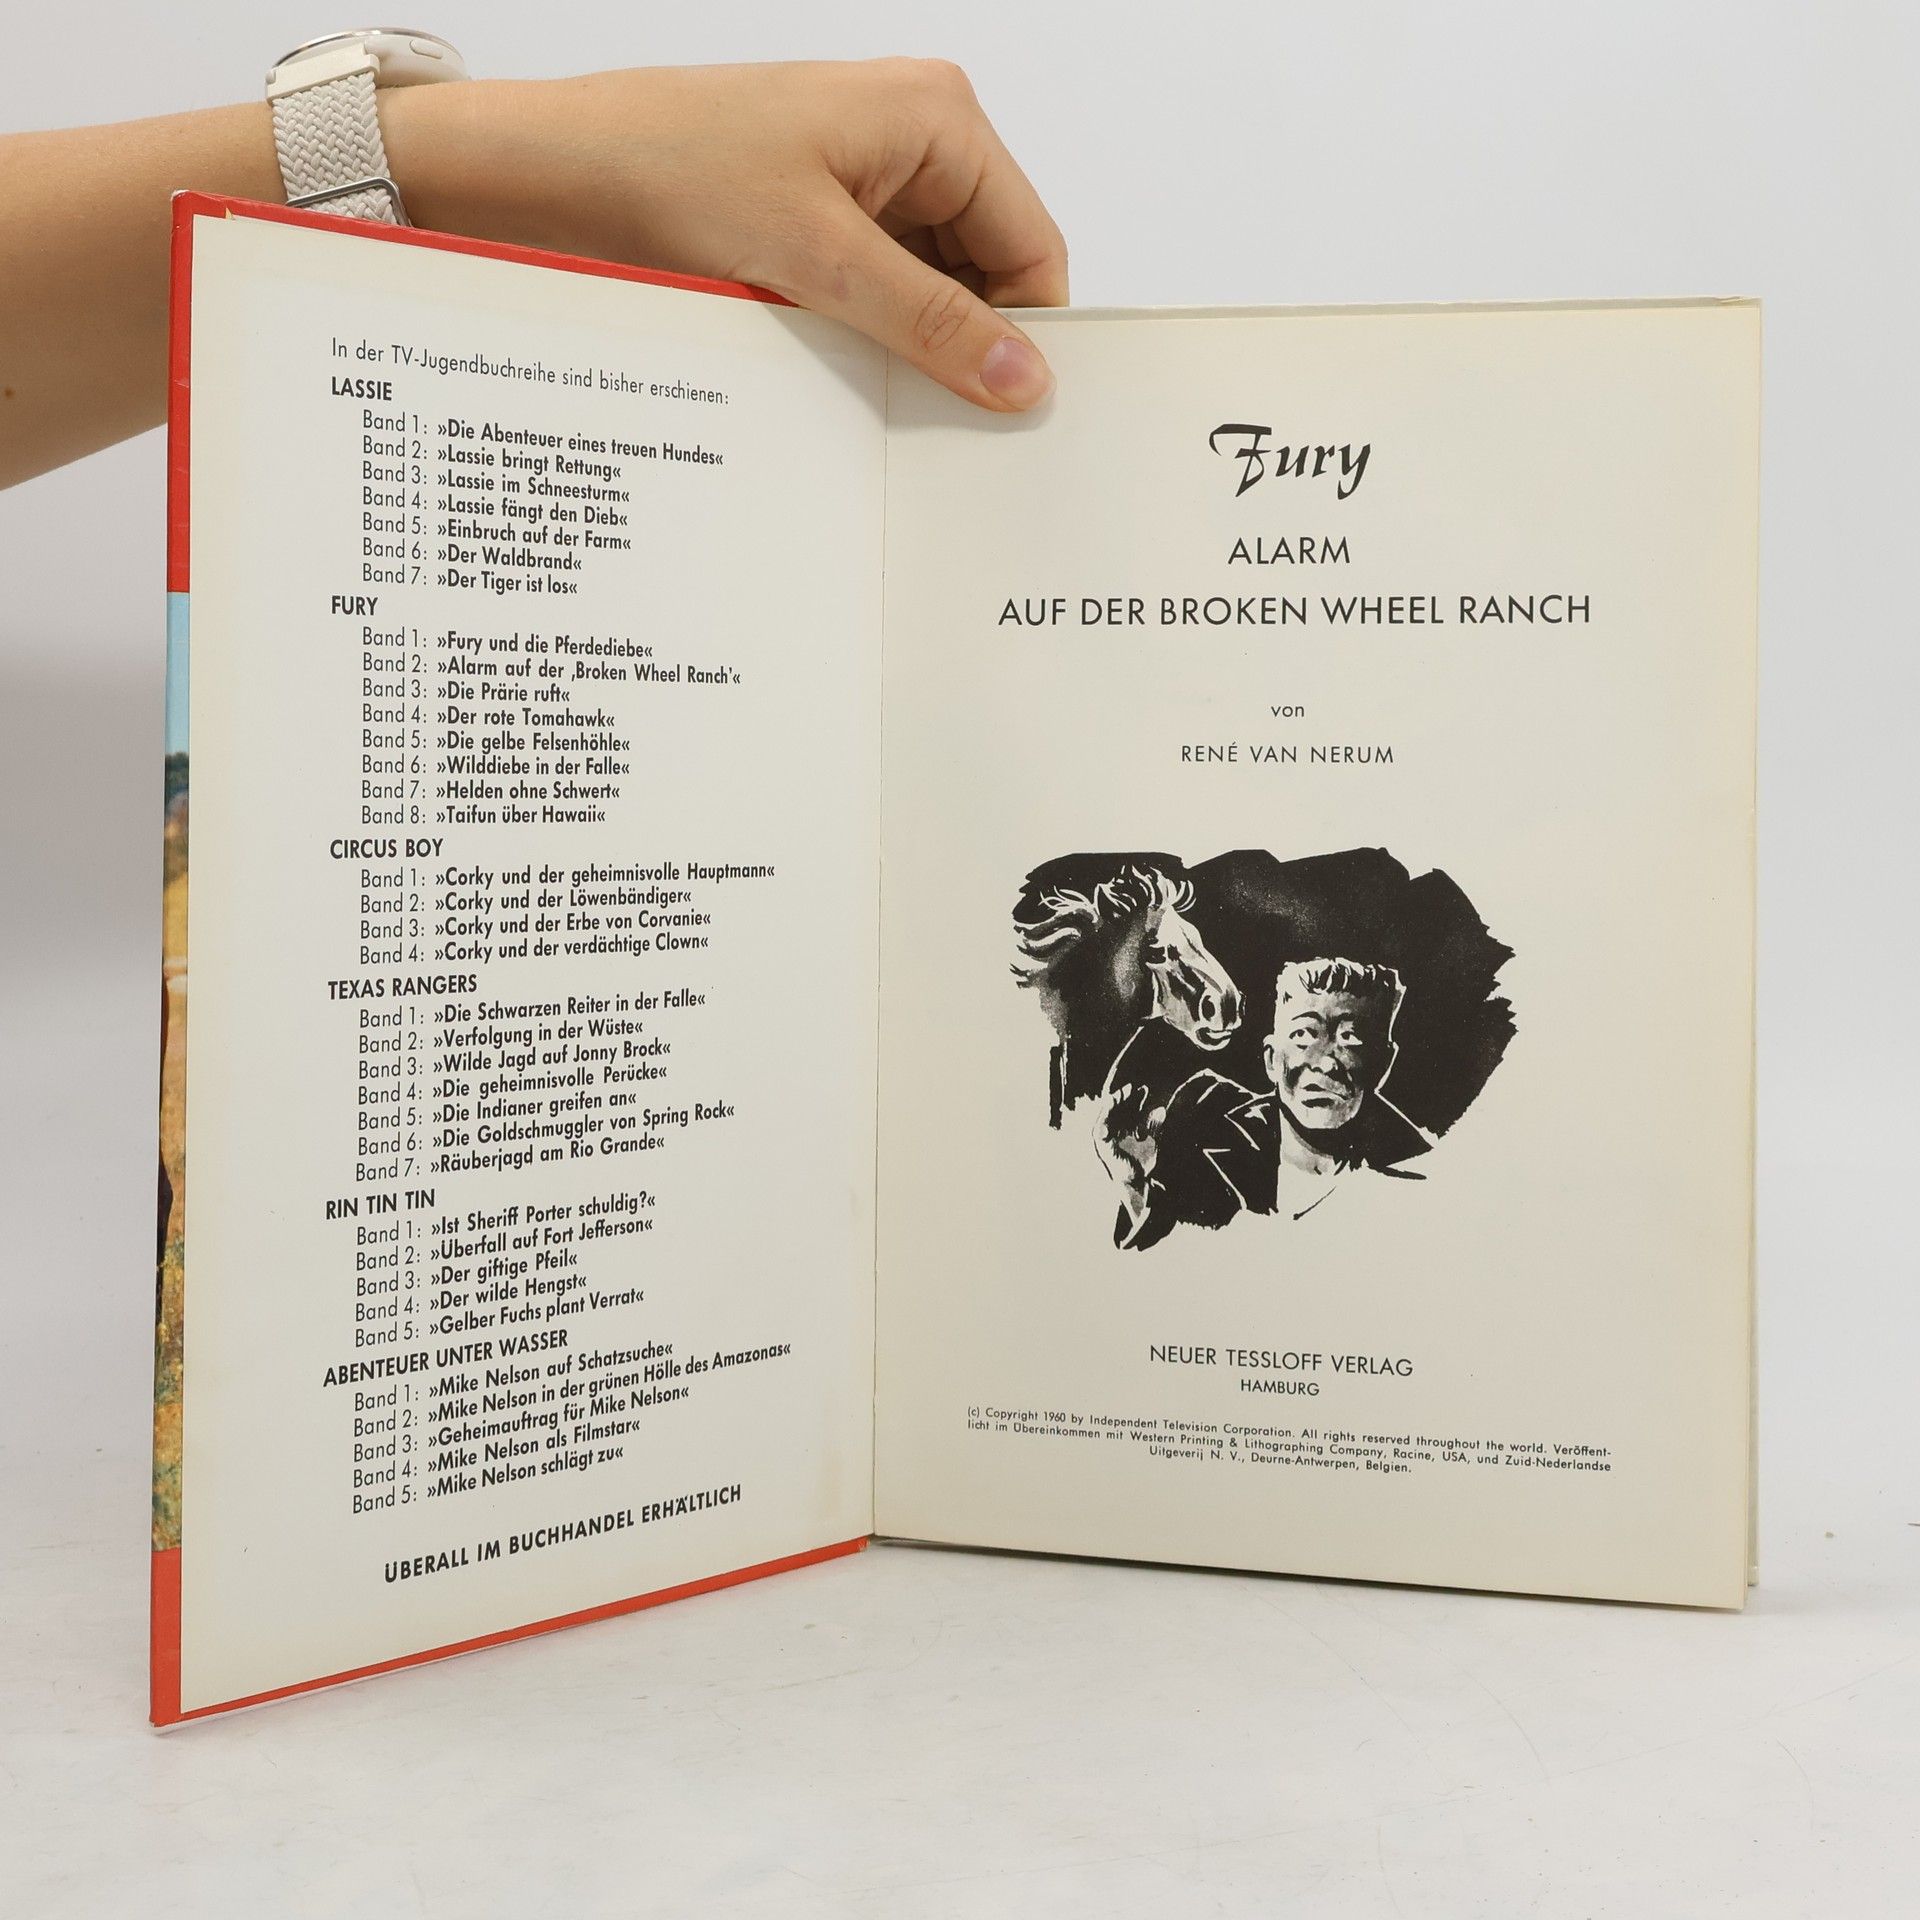 In der TV-Jugendbuchreihe sind bisher erschienen:
LASSIE
Band 1: »Die Abenteuer eines treuen Hundes«
Band 2: »Lassie bringt Rettung«
Band 3: »Lassie im Schneesturm«
Band 4: »Lassie fängt den Dieb«
Band 5: »Einbruch auf der Farm«
Band 6: »Der Waldbrand«
Band 7: »Der Tiger ist los«
FURY
Band 1: »Fury und die Pferdediebe«
Band 2: »Alarm auf der ‚Broken Wheel Ranch'«
Band 3: »Die Prärie ruft«
Band 4: »Der rote Tomahawk«
Band 5: »Die gelbe Felsenhöhle«
Band 6: »Wilddiebe in der Falle«
Band 7: »Helden ohne Schwert«
Band 8: »Taifun über Hawaii«
CIRCUS BOY
Band 1: »Corky und der geheimnisvolle Hauptmann«
Band 2: »Corky und der Löwenbändiger«
Band 3: »Corky und der Erbe von Corvanie«
Band 4: »Corky und der verdächtige Clown«
TEXAS RANGERS
Band 1: »Die Schwarzen Reiter in der Falle«
Band 2: »Verfolgung in der Wüste«
Band 3: »Wilde Jagd auf Jonny Brock«
Band 4: »Die geheimnisvolle Perücke«
Band 5: »Die Indianer greifen an«
Band 6: »Die Goldschmuggler von Spring Rock«
Band 7: »Räuberjagd am Rio Grande«
RIN TIN TIN
Band 1: »Ist Sheriff Porter schuldig?«
Band 2: »Überfall auf Fort Jefferson«
Band 3: »Der giftige Pfeil«
Band 4: »Der wilde Hengst«
Band 5: »Gelber Fuchs plant Verrat«
ABENTEUER UNTER WASSER
Band 1: »Mike Nelson auf Schatzsuche«
Band 2: »Mike Nelson in der grünen Hölle des Amazonas«
Band 3: »Geheimauftrag für Mike Nelson«
Band 4: »Mike Nelson als Filmstar«
Band 5: »Mike Nelson schlägt zu«
ÜBERALL IM BUCHHANDEL ERHÄLTLICH
Fury
ALARM
AUF DER BROKEN WHEEL RANCH
von
RENÉ VAN NERUM
NEUER TESSLOFF VERLAG
HAMBURG
(c) Copyright 1960 by Independent Television Corporation. All rights reserved throughout the world. Veröffent-
licht im Übereinkommen mit Western Printing & Lithographing Company, Racine, USA, und Zuid-Nederlandse
Uitgeverij N. V., Deurne-Antwerpen, Belgien.